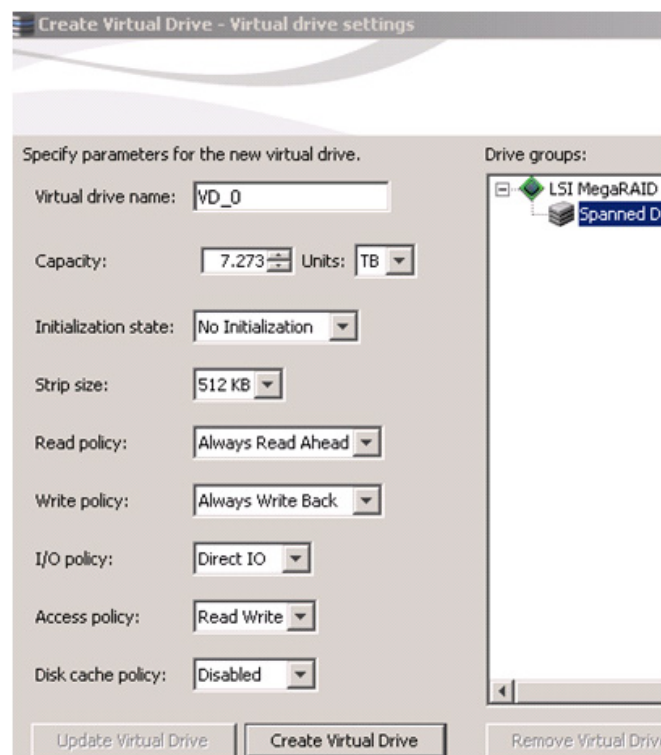 Create Virtual Drive - Virtual drive settings
Specify parameters for the new virtual drive.
Virtual drive name: VD_0
Capacity: 7.273 Units: TB
Initialization state: No Initialization
Strip size: 512 KB
Read policy: Always Read Ahead
Write policy: Always Write Back
I/O policy: Direct IO
Access policy: Read Write
Disk cache policy: Disabled
Update Virtual Drive Create Virtual Drive
Drive groups:
LSI MegaRAID
Spanned D
Remove Virtual Driv